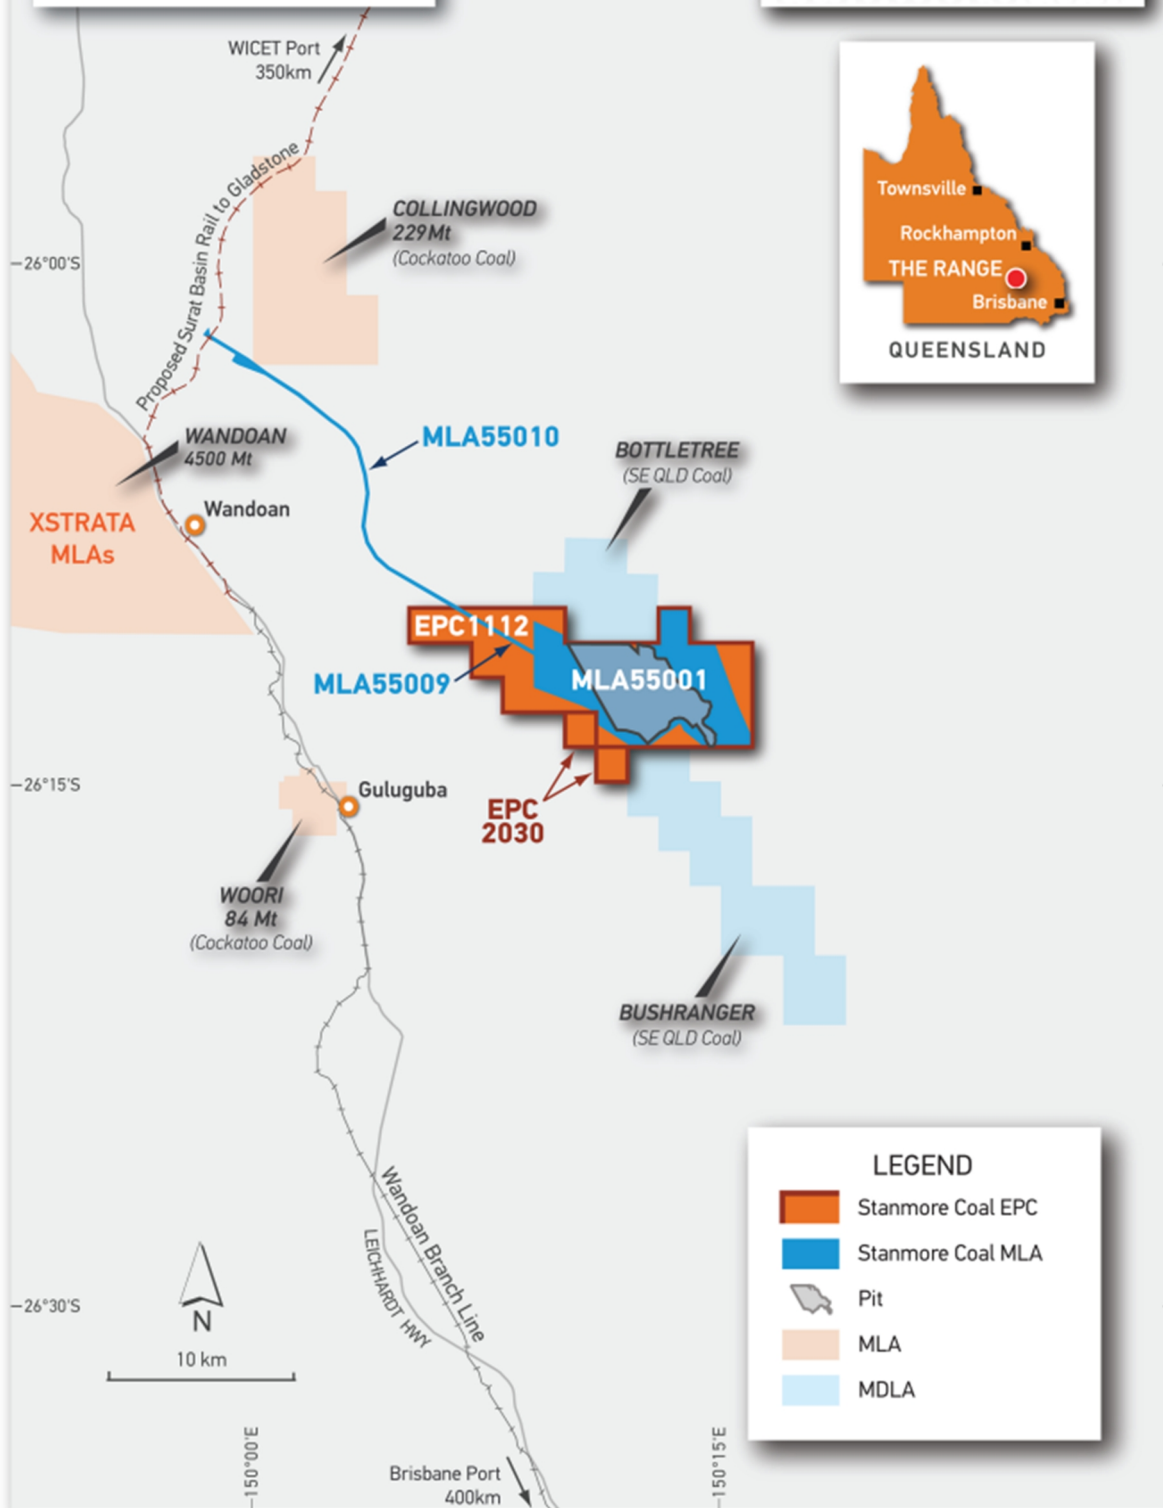 WICET Port
350km
Proposed Surat Basin Rail to Gladstone
COLLINGWOOD
229Mt
(Cockatoo Coal)
−26°00'S
Townsville
Rockhampton
THE RANGE
Brisbane
QUEENSLAND
WANDOAN
4500 Mt
MLA55010
BOTTLETREE
(SE QLD Coal)
XSTRATA
MLAs
Wandoan
EPC1112
MLA55009
MLA55001
−26°15'S
Guluguba
EPC
2030
WOORI
84 Mt
(Cockatoo Coal)
BUSHRANGER
(SE QLD Coal)
Wandoan Branch Line
LEICHHARDT HWY
−26°30'S
N
10 km
LEGEND
Stanmore Coal EPC
Stanmore Coal MLA
Pit
MLA
MDLA
−150°00'E
−150°15'E
Brisbane Port
400km